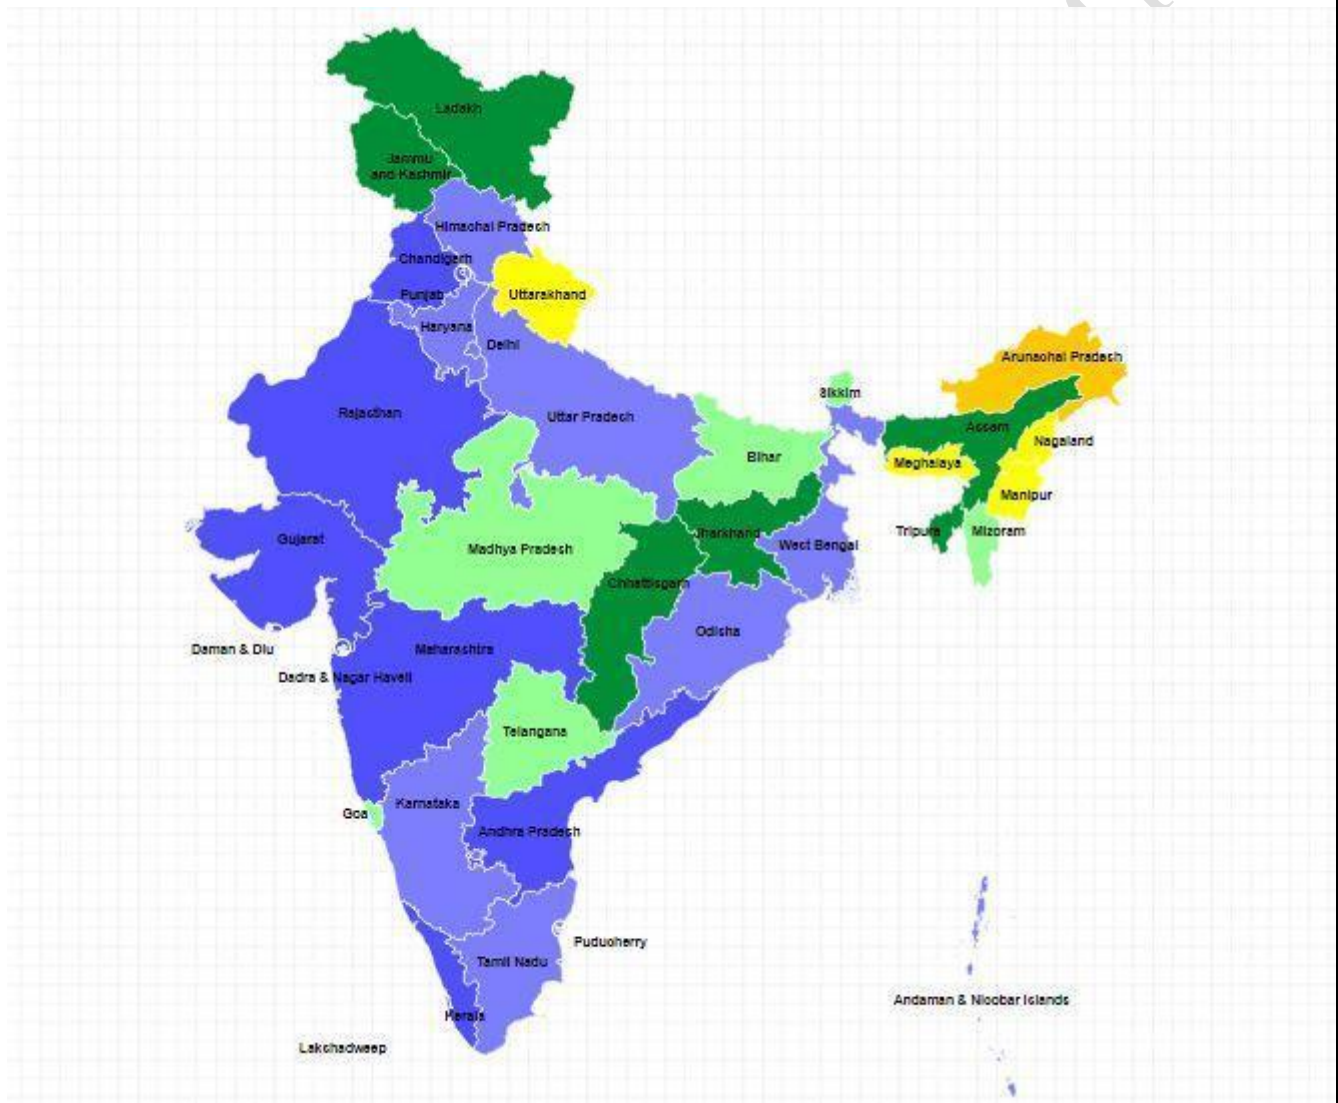 Ladakh
Jammu
and Kashmir
Himachal Pradesh
Chandigarh
Punjab
Uttarakhand
Haryana
Delhi
Arunachal Pradesh
Sikkim
Rajasthan
Uttar Pradesh
Assam
Nagaland
Bihar
Meghalaya
Manipur
Tripura
Mizoram
Jharkhand
Gujarat
West Bengal
Madhya Pradesh
Chhattisgarh
Odisha
Daman & Diu
Maharashtra
Dadra & Nagar Haveli
Telangana
Karnataka
Goa
Andhra Pradesh
Puducherry
Tamil Nadu
Andaman & Nicobar Islands
Kerala
Lakshadweep